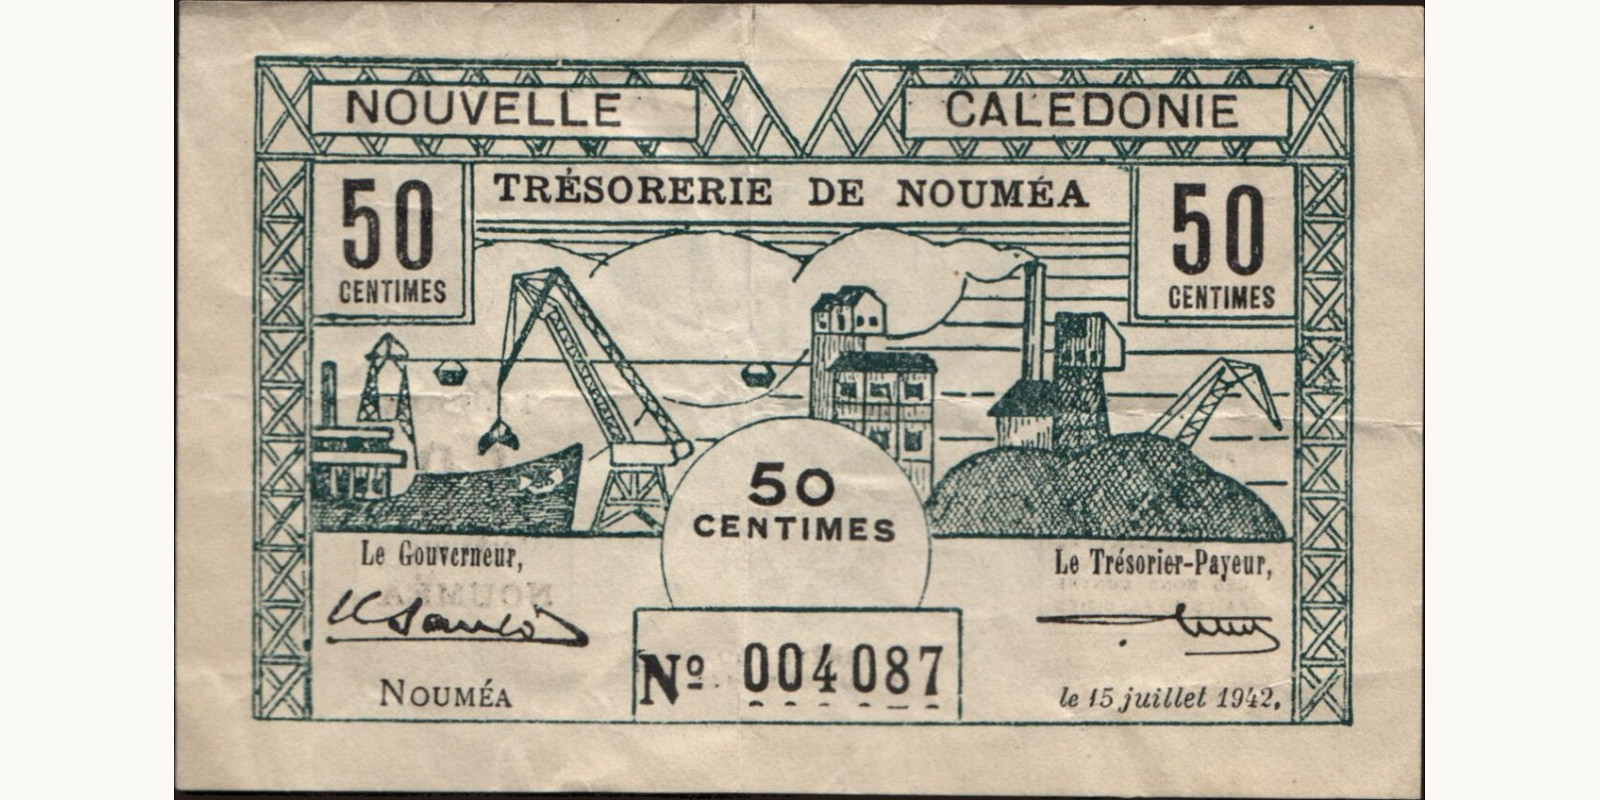 NOUVELLE CALEDONIE
TRÉSORERIE DE NOUMÉA
50
CENTIMES
50
CENTIMES
50
CENTIMES
Le Gouverneur,
Le Trésorier-Payeur,
NOUMÉA
Nº 004087
le 15 juillet 1942.